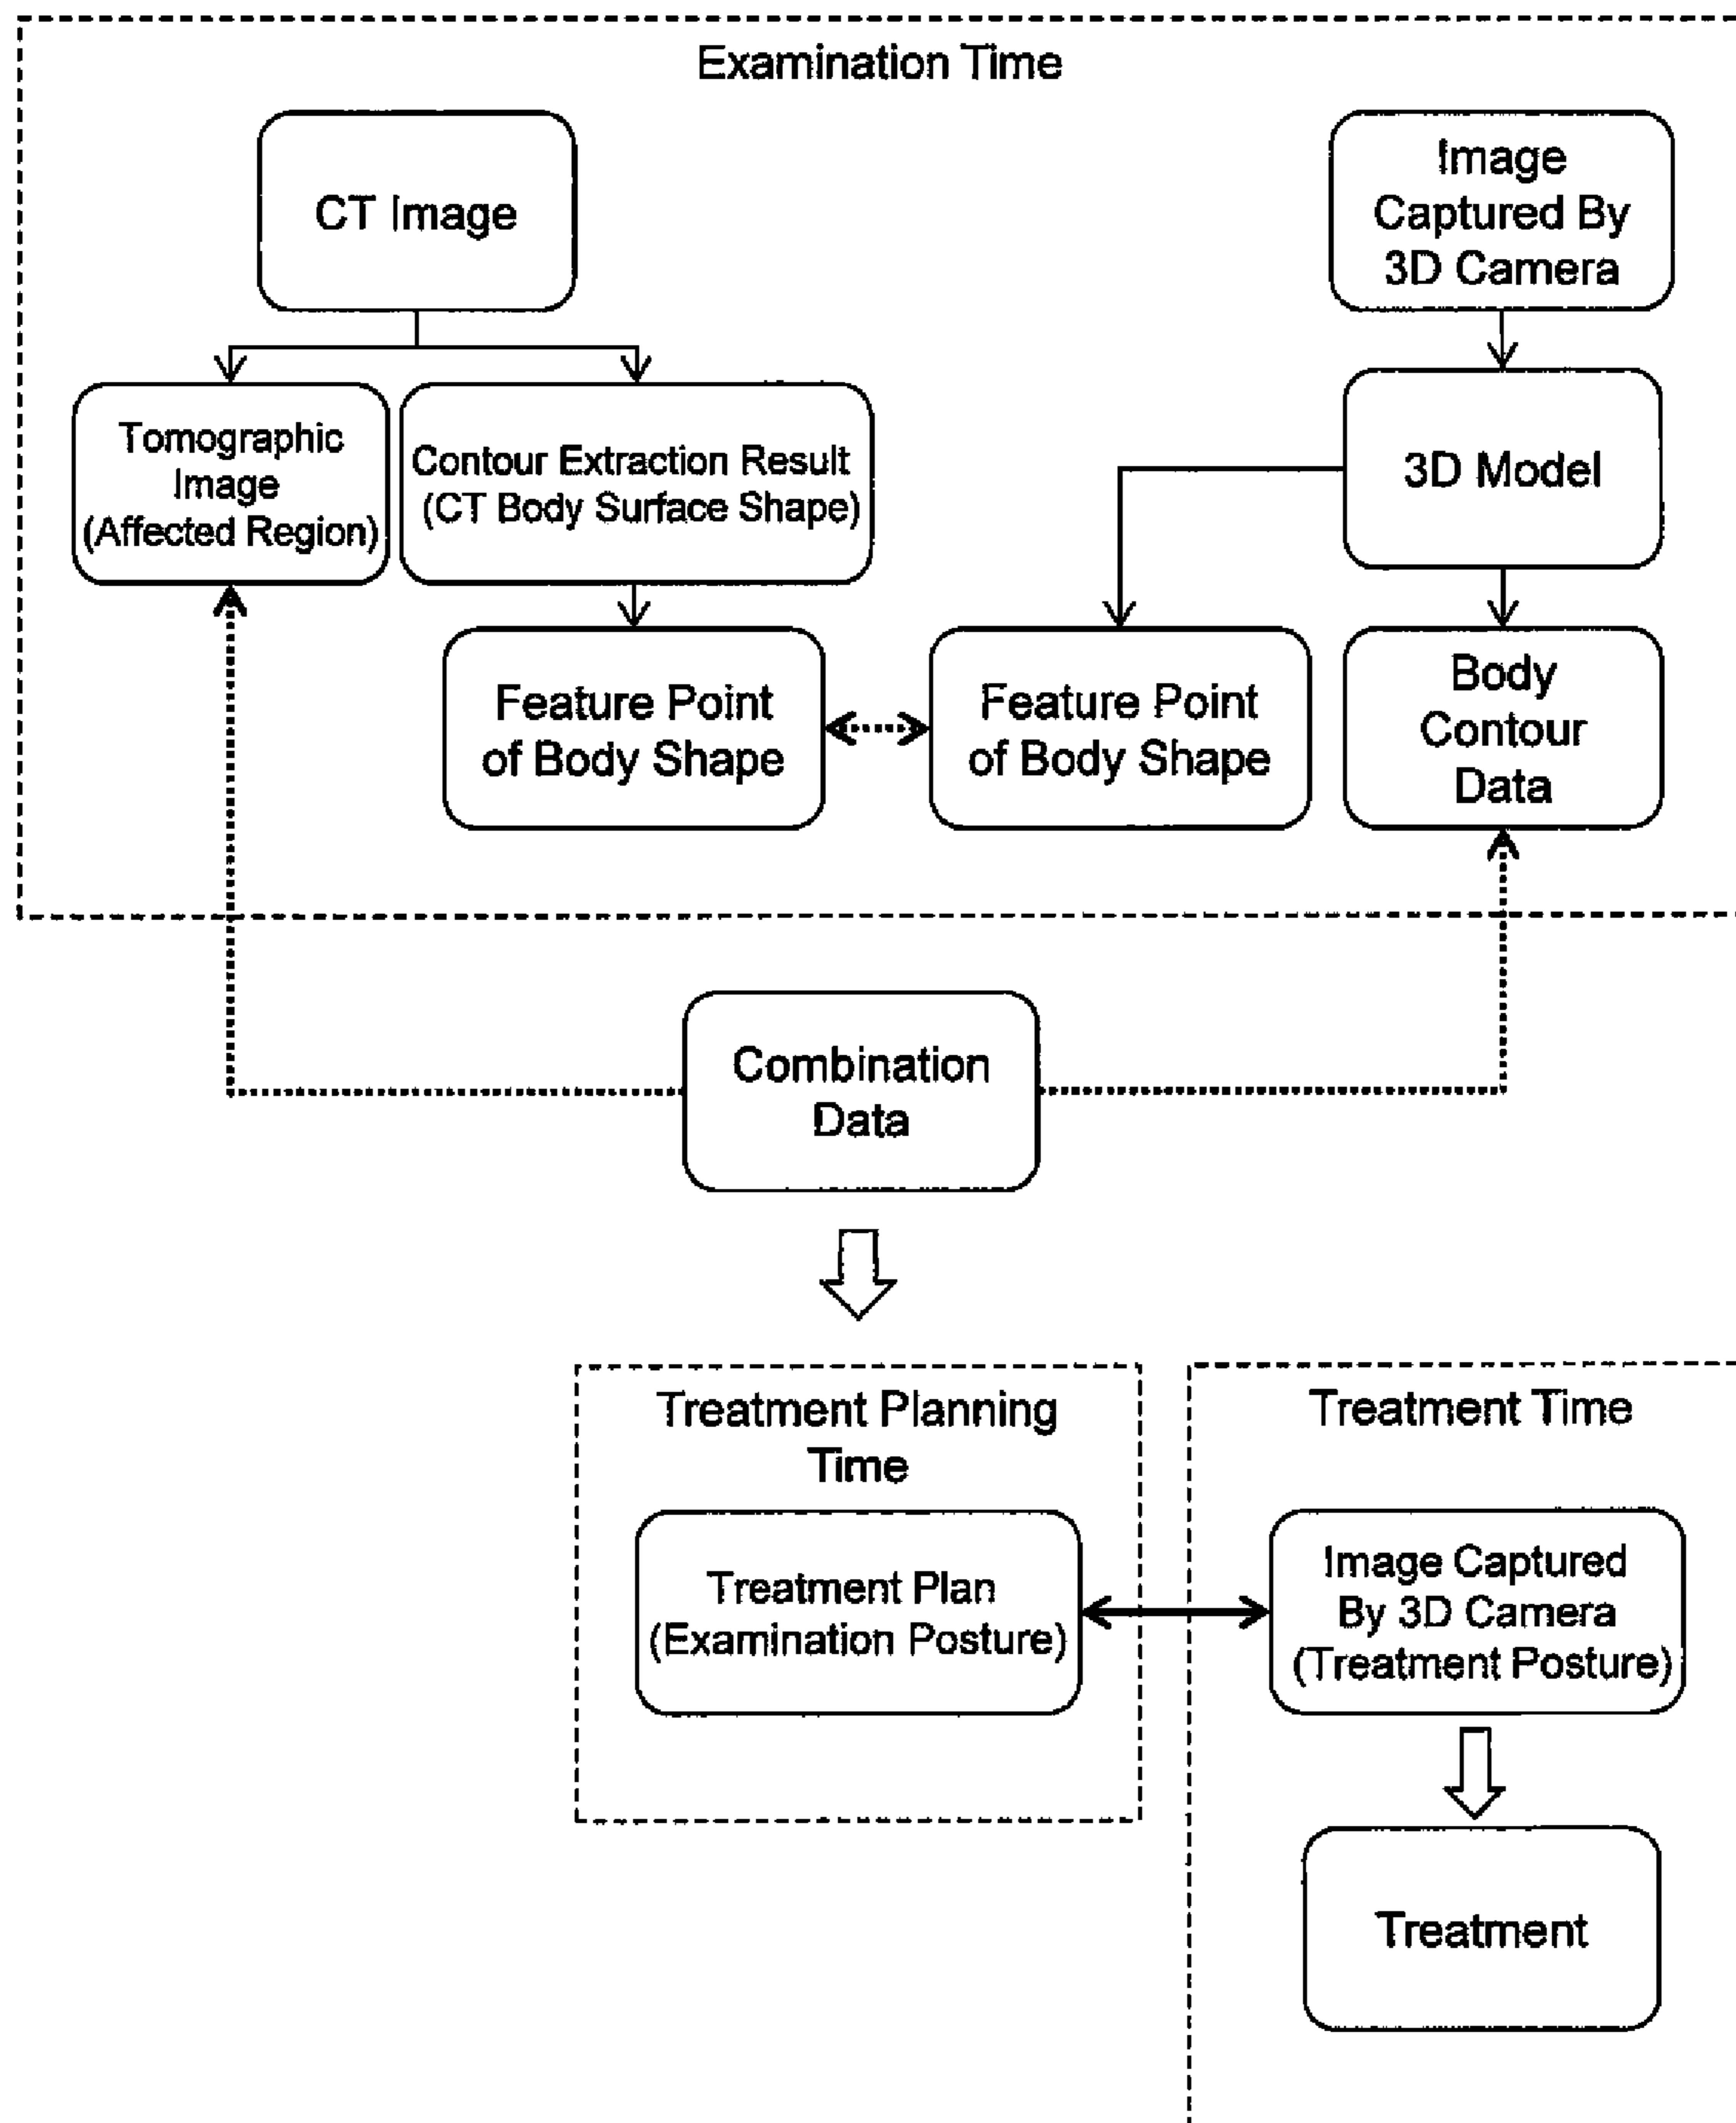 Examination Time
CT Image
Image
Captured By
3D Camera
Tomographic
Image
(Affected Region)
Contour Extraction Result
(CT Body Surface Shape)
3D Model
Feature Point
of Body Shape
Feature Point
of Body Shape
Body
Contour
Data
Combination
Data
Treatment Planning
Time
Treatment Plan
(Examination Posture)
Treatment Time
Image Captured
By 3D Camera
(Treatment Posture)
Treatment